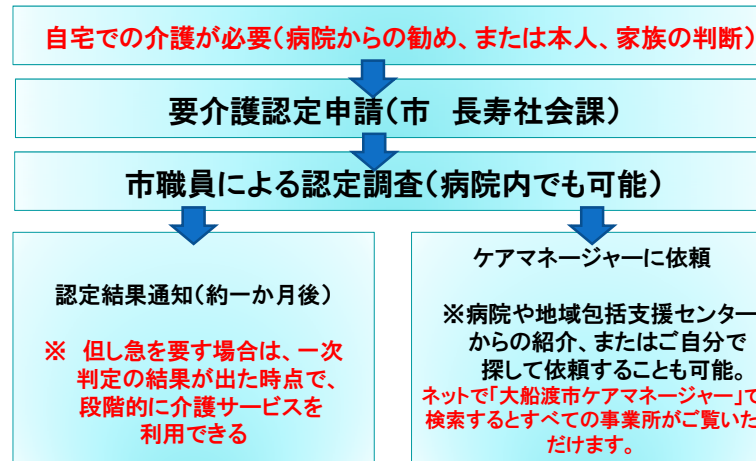 自宅での介護が必要(病院からの勧め、または本人、家族の判断)
要介護認定申請(市　長寿社会課)
市職員による認定調査(病院内でも可能)
認定結果通知(約一か月後)
※　但し急を要す場合は、一次
判定の結果が出た時点で、
段階的に介護サービスを
利用できる
ケアマネージャーに依頼
※病院や地域包括支援センター
からの紹介、またはご自分で
探して依頼することも可能。
ネットで「大船渡市ケアマネージャー」で
検索するとすべての事業所がご覧いた
だけます。